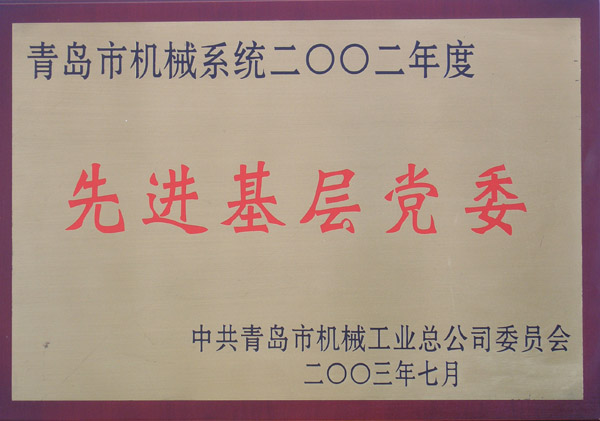 青岛市机械系统二〇〇二年度
先进基层党委
中共青岛市机械工业总公司委员会
二〇〇三年七月